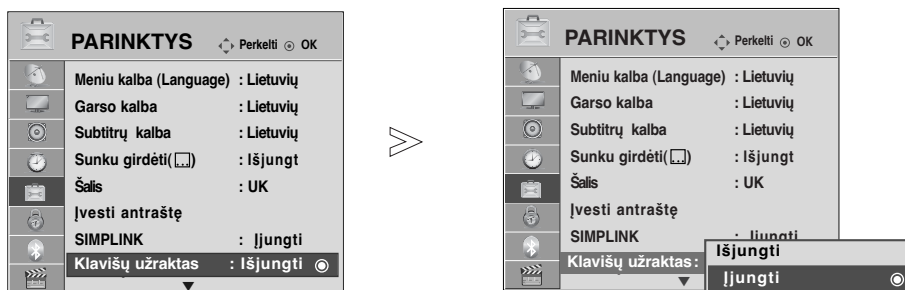 PARINKTYS Perkelti OK
Meniu kalba (Language) : Lietuvių
Garso kalba : Lietuvių
Subtitrų kalba : Lietuvių
Sunku girdėti(...) : Išjungt
Šalis : UK
Įvesti antraštę
SIMPLINK : Įjungti
Klavišų užraktas : Išjungti
PARINKTYS Perkelti OK
Meniu kalba (Language) : Lietuvių
Garso kalba : Lietuvių
Subtitrų kalba : Lietuvių
Sunku girdėti(...) : Išjungt
Šalis : UK
Įvesti antraštę
SIMPLINK : Įjungti
Klavišų užraktas :
Išjungti
Įjungti